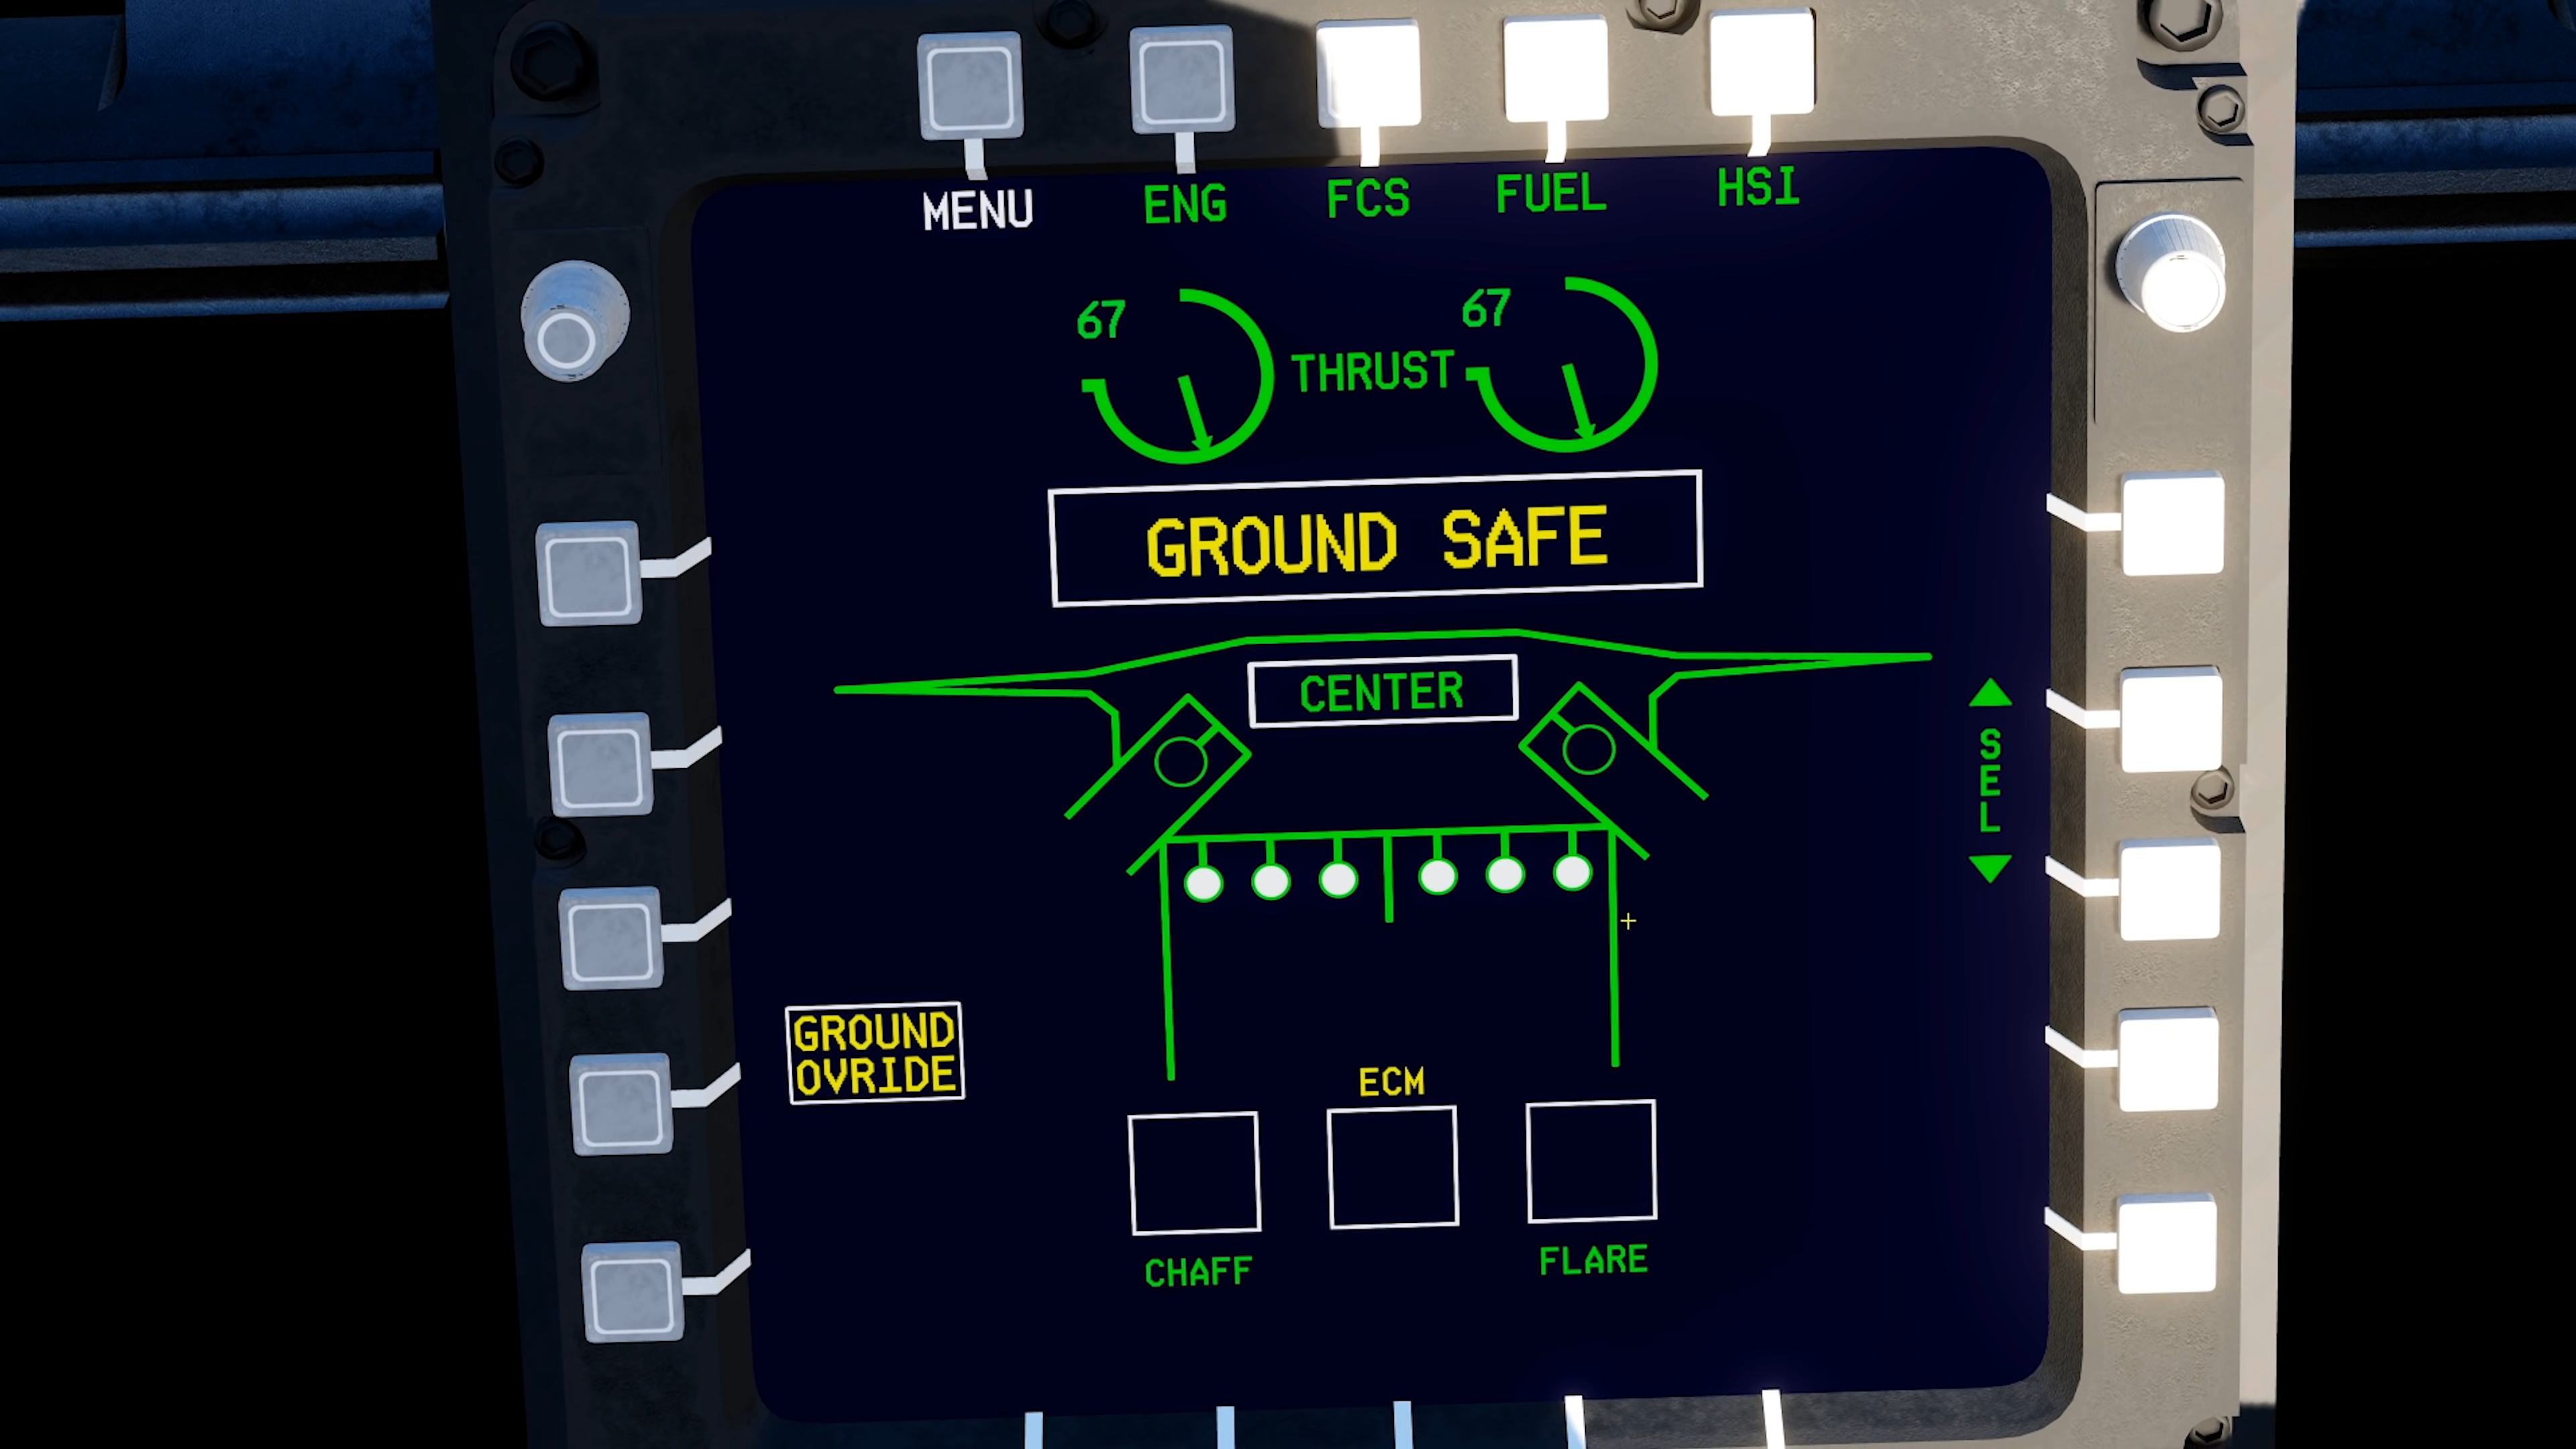 MENU ENG FCS FUEL HSI
67 THRUST 67
GROUND SAFE
CENTER
SEL
GROUND
OVRIDE
ECM
CHAFF FLARE